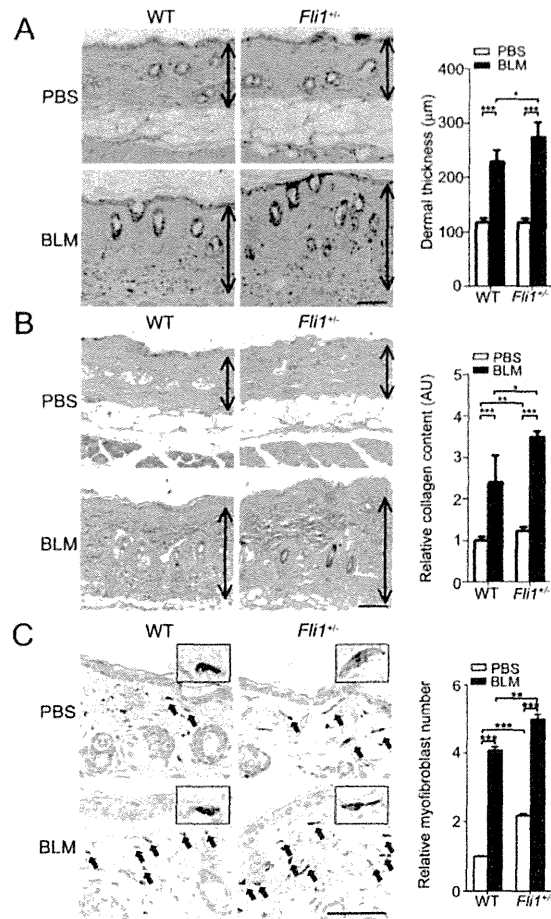 A
WT
Fli1+/-
PBS
BLM
PBS
BLM
Dermal thickness (μm)
400
300
200
100
0
*
***
***
WT
Fli1+/-
B
WT
Fli1+/-
PBS
BLM
PBS
BLM
Relative collagen content (AU)
5
4
3
2
1
0
*
**
***
***
WT
Fli1+/-
C
WT
Fli1+/-
PBS
BLM
PBS
BLM
Relative myofibroblast number
6
4
2
0
**
***
***
***
WT
Fli1+/-